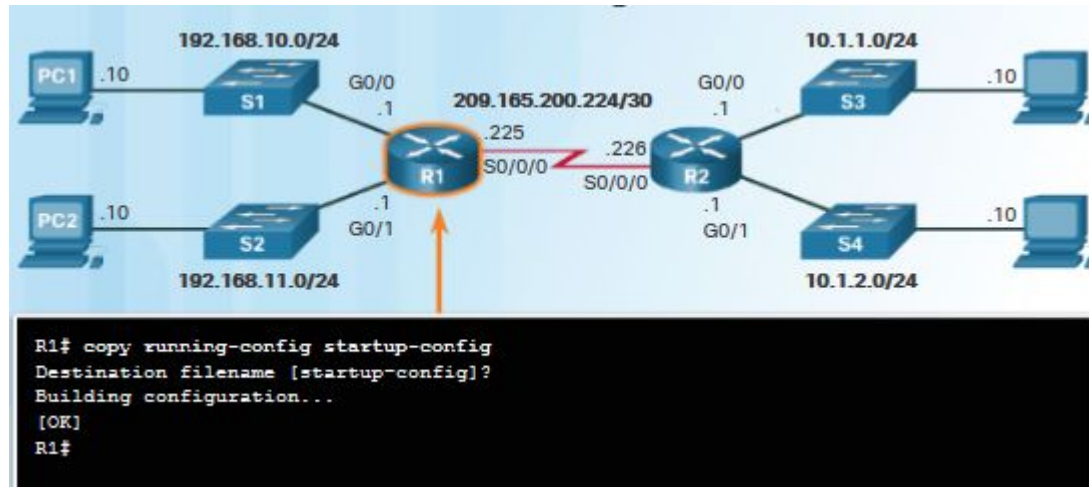 192.168.10.0/24
10.1.1.0/24
PC1
.10
S1
G0/0
.1
209.165.200.224/30
G0/0
.1
S3
.10
.225
S0/0/0
R1
.226
S0/0/0
R2
PC2
.10
S2
.1
G0/1
.1
G0/1
S4
.10
192.168.11.0/24
10.1.2.0/24
R1# copy running-config startup-config
Destination filename [startup-config]?
Building configuration...
[OK]
R1#